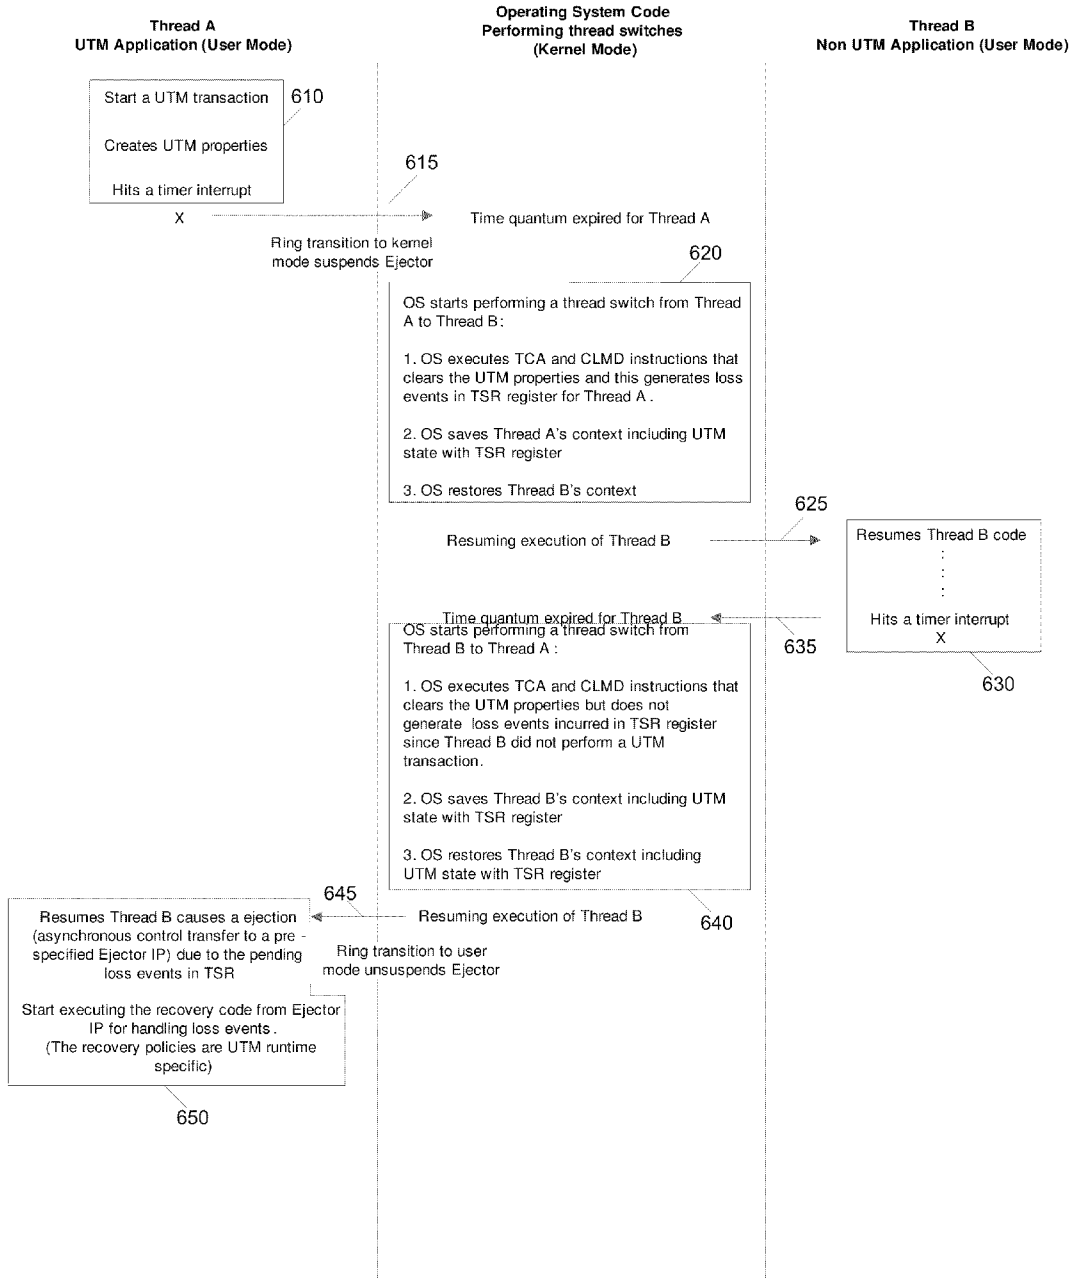 Thread A
UTM Application (User Mode)
Operating System Code
Performing thread switches
(Kernel Mode)
Thread B
Non UTM Application (User Mode)
Start a UTM transaction
610
Creates UTM properties
Hits a timer interrupt
X
615
Time quantum expired for Thread A
Ring transition to kernel
mode suspends Ejector
620
OS starts performing a thread switch from Thread
A to Thread B:
1. OS executes TCA and CLMD instructions that
clears the UTM properties and this generates loss
events in TSR register for Thread A.
2. OS saves Thread A's context including UTM
state with TSR register
3. OS restores Thread B's context
625
Resuming execution of Thread B
Resumes Thread B code
:
:
:
Hits a timer interrupt
X
630
Time quantum expired for Thread B
635
OS starts performing a thread switch from
Thread B to Thread A :
1. OS executes TCA and CLMD instructions that
clears the UTM properties but does not
generate loss events incurred in TSR register
since Thread B did not perform a UTM
transaction.
2. OS saves Thread B's context including UTM
state with TSR register
3. OS restores Thread B's context including
UTM state with TSR register
640
645
Resuming execution of Thread B
Ring transition to user
mode unsuspends Ejector
Resumes Thread B causes a ejection
(asynchronous control transfer to a pre -
specified Ejector IP) due to the pending
loss events in TSR
Start executing the recovery code from Ejector
IP for handling loss events.
(The recovery policies are UTM runtime
specific)
650